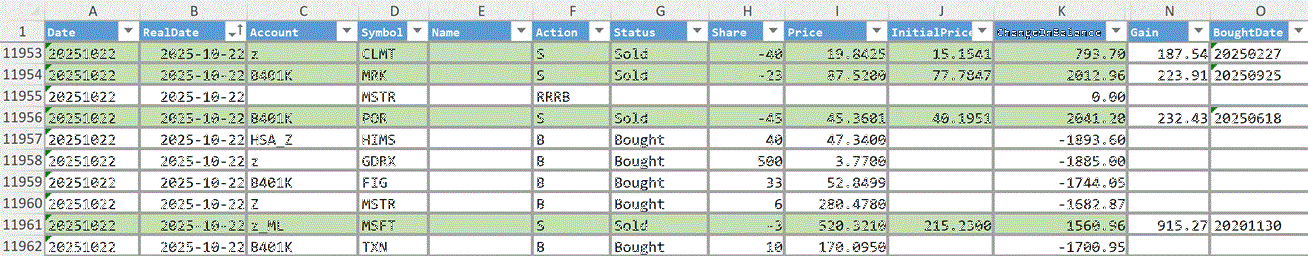 A B C D E F G H I J K N O
1 Date RealDate Account Symbol Name Action Status Share Price InitialPrice ChangeInBalance Gain BoughtDate
11953 20251022 2025-10-22 z CLMT S Sold -40 19.8425 15.1541 793.70 187.54 20250227
11954 20251022 2025-10-22 8401K MRK S Sold -23 87.5200 77.7847 2012.96 223.91 20250925
11955 20251022 2025-10-22 MSTR RRRB 0.00
11956 20251022 2025-10-22 8401K POR S Sold -45 45.3601 40.1951 2041.20 232.43 20250618
11957 20251022 2025-10-22 HSA_Z HIMS B Bought 40 47.3400 -1893.60
11958 20251022 2025-10-22 z GDRX B Bought 500 3.7700 -1885.00
11959 20251022 2025-10-22 8401K FIG B Bought 33 52.8499 -1744.05
11960 20251022 2025-10-22 Z MSTR B Bought 6 280.4780 -1682.87
11961 20251022 2025-10-22 z_ML MSFT S Sold -3 520.3210 215.2300 1560.96 915.27 20201130
11962 20251022 2025-10-22 8401K TXN B Bought 10 170.0950 -1700.95